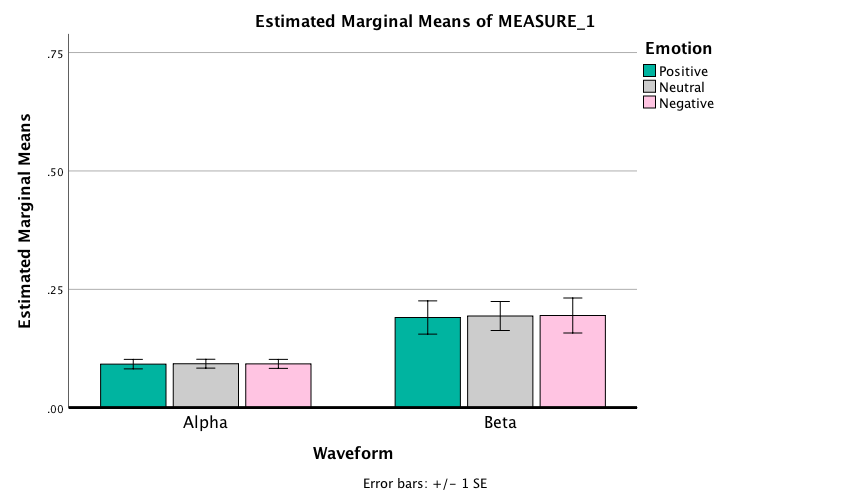 Estimated Marginal Means of MEASURE_1
Emotion
Positive
Neutral
Negative
Estimated Marginal Means
.75
.50
.25
.00
Alpha
Beta
Waveform
Error bars: +/- 1 SE